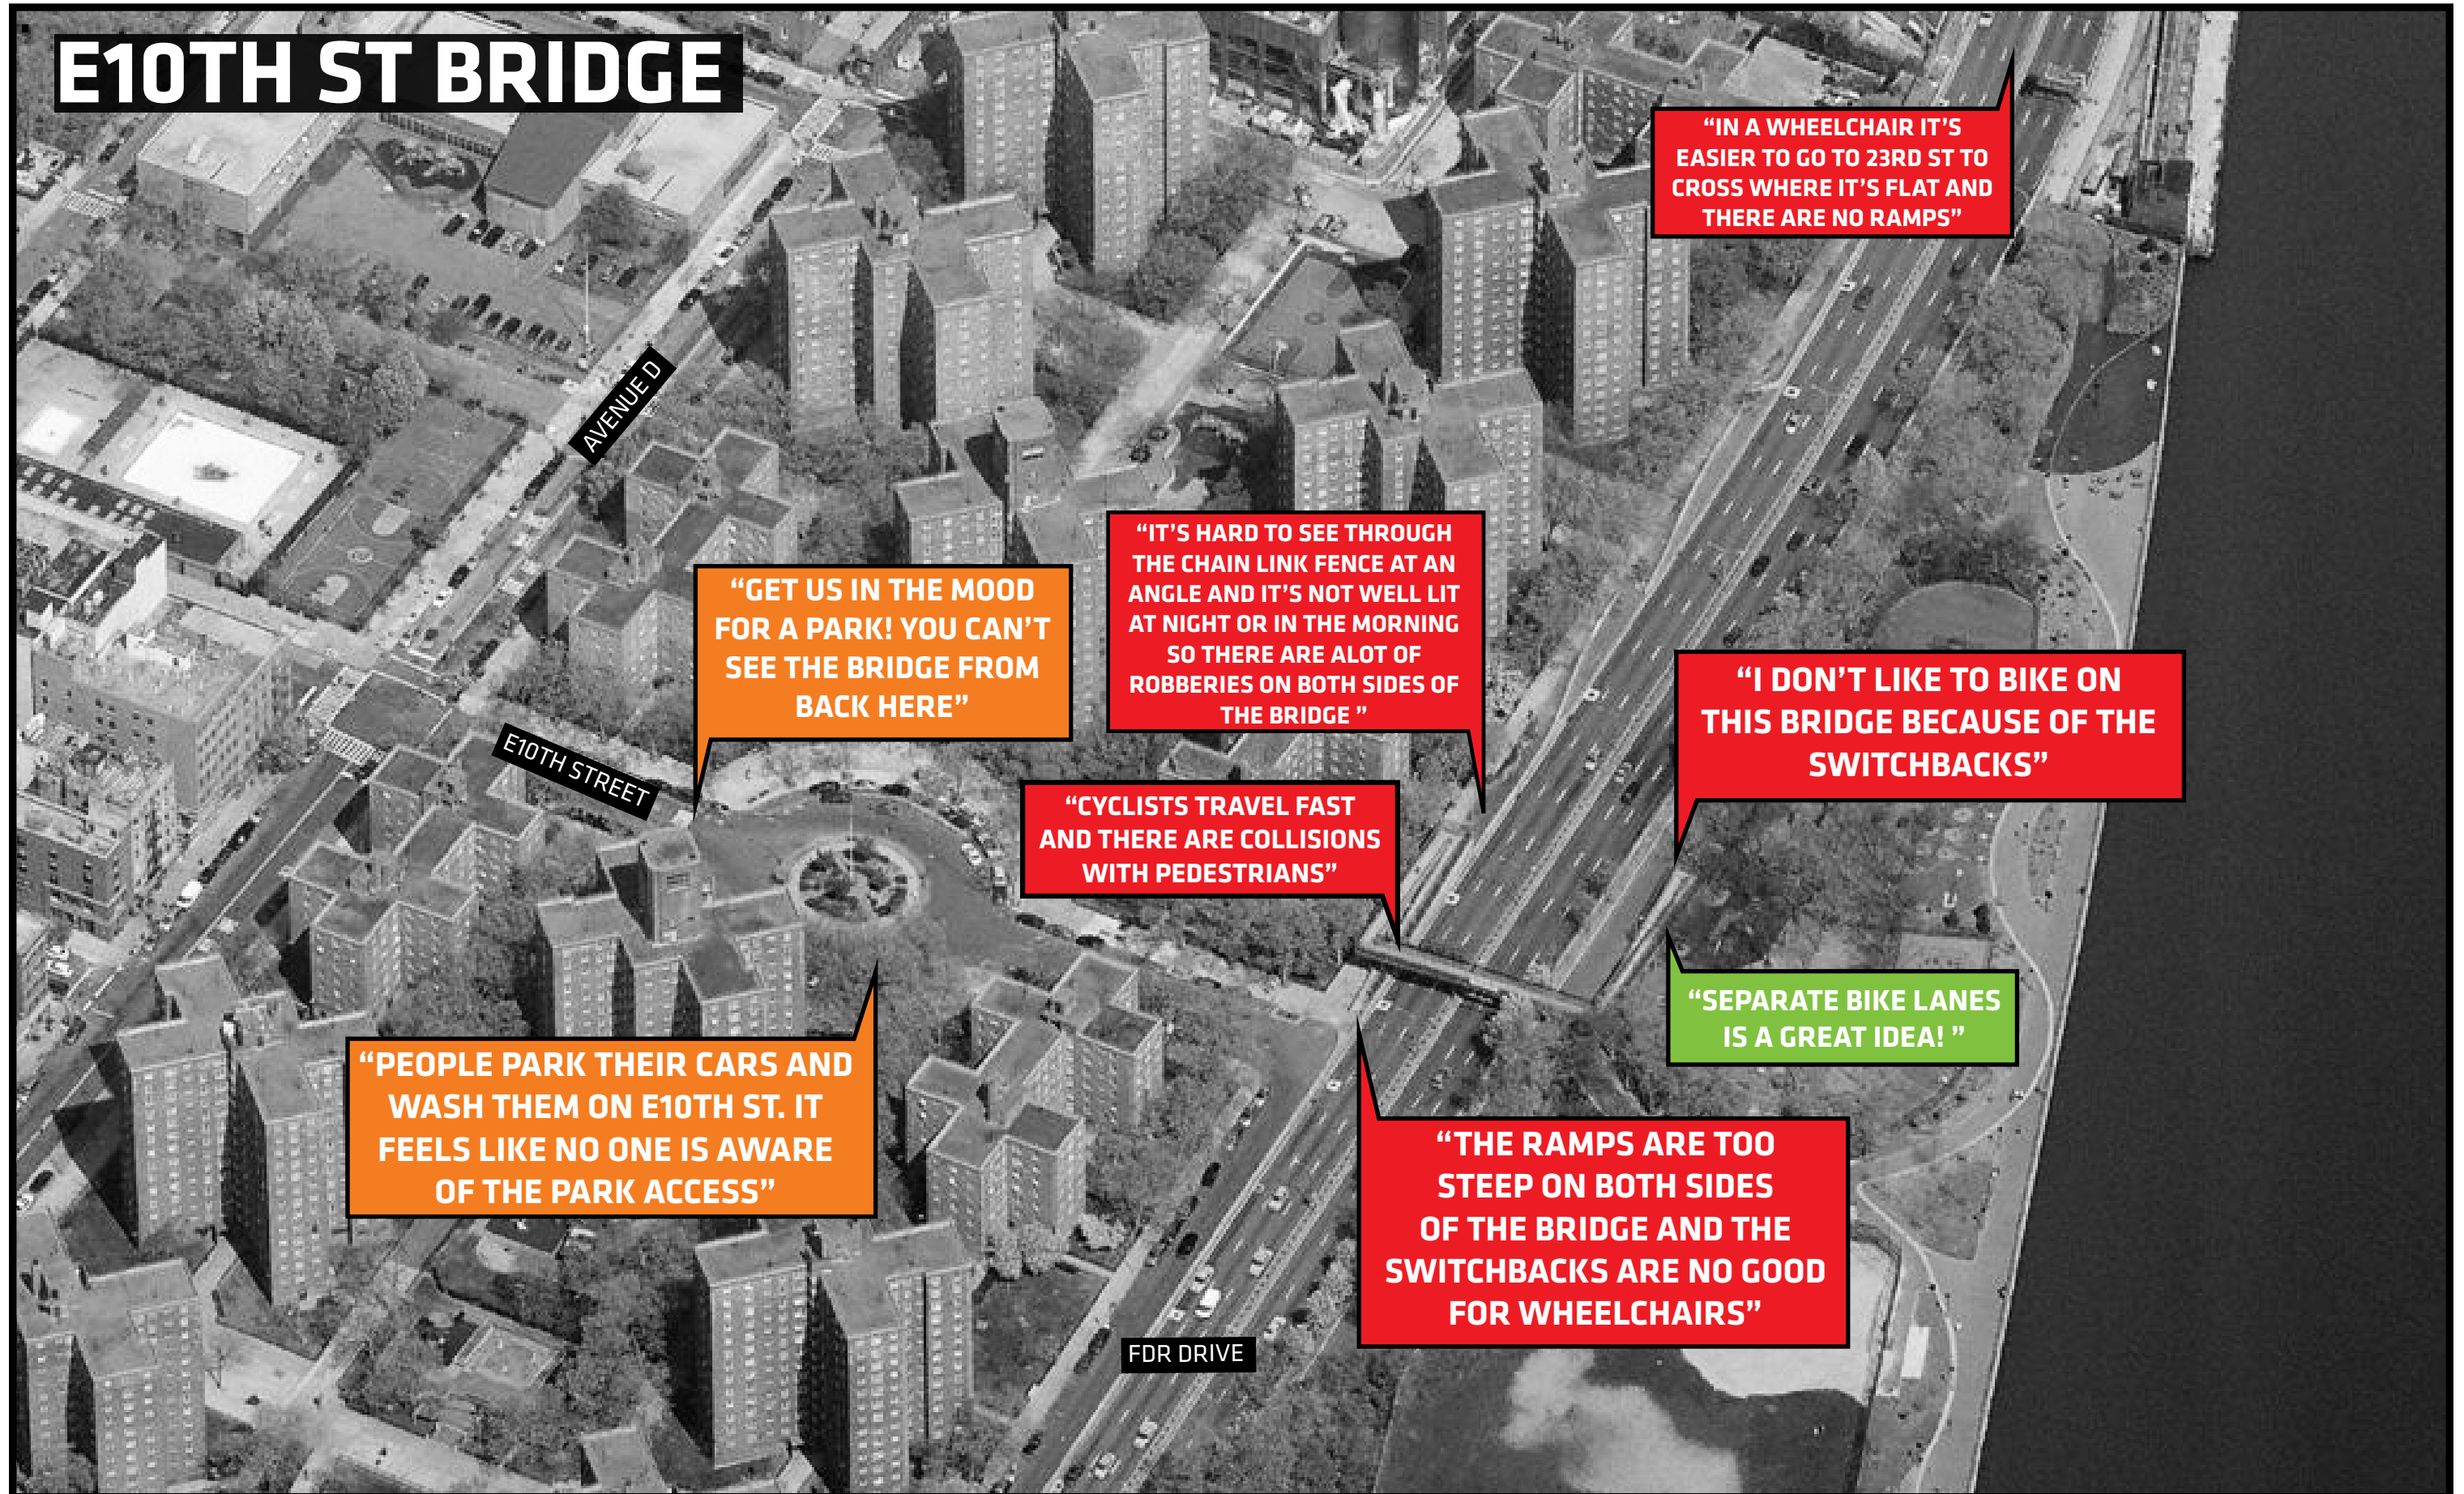 E10TH ST BRIDGE
“IN A WHEELCHAIR IT’S
EASIER TO GO TO 23RD ST TO
CROSS WHERE IT’S FLAT AND
THERE ARE NO RAMPS”
AVENUE D
“IT’S HARD TO SEE THROUGH
THE CHAIN LINK FENCE AT AN
ANGLE AND IT’S NOT WELL LIT
AT NIGHT OR IN THE MORNING
SO THERE ARE ALOT OF
ROBBERIES ON BOTH SIDES OF
THE BRIDGE ”
“GET US IN THE MOOD
FOR A PARK! YOU CAN’T
SEE THE BRIDGE FROM
BACK HERE”
“I DON’T LIKE TO BIKE ON
THIS BRIDGE BECAUSE OF THE
SWITCHBACKS”
E10TH STREET
“CYCLISTS TRAVEL FAST
AND THERE ARE COLLISIONS
WITH PEDESTRIANS”
“SEPARATE BIKE LANES
IS A GREAT IDEA! ”
“PEOPLE PARK THEIR CARS AND
WASH THEM ON E10TH ST. IT
FEELS LIKE NO ONE IS AWARE
OF THE PARK ACCESS”
“THE RAMPS ARE TOO
STEEP ON BOTH SIDES
OF THE BRIDGE AND THE
SWITCHBACKS ARE NO GOOD
FOR WHEELCHAIRS”
FDR DRIVE